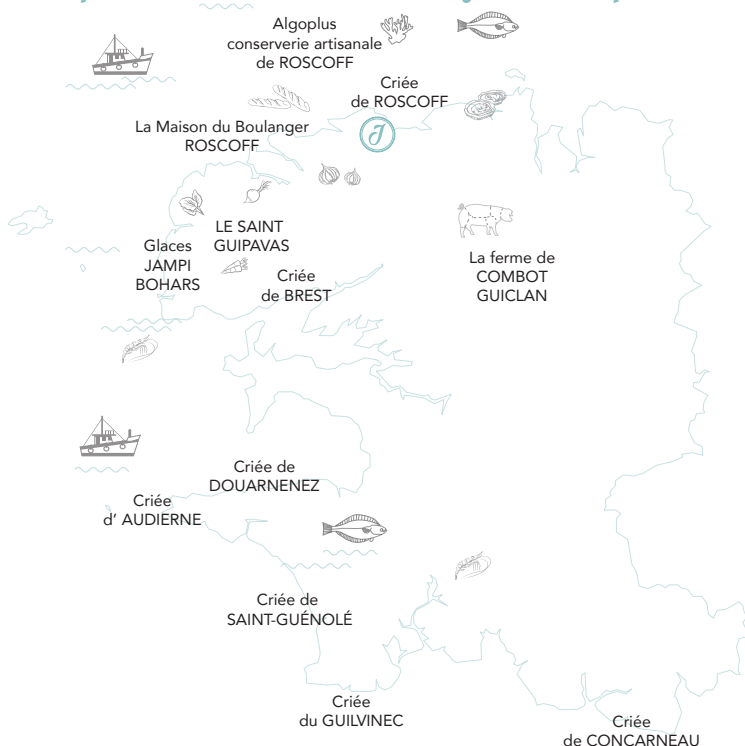 Algoplus
conserverie artisanale
de ROSCOFF
Criée
de ROSCOFF
La Maison du Boulanger
ROSCOFF
J
LE SAINT
GUIPAVAS
Glaces
JAMPI
BOHARS
Criée
de BREST
La ferme de
COMBOT
GUICLAN
Criée de
DOUARNENEZ
Criée
d’ AUDIERNE
Criée de
SAINT-GUÉNOLÉ
Criée
du GUILVINEC
Criée
de CONCARNEAU